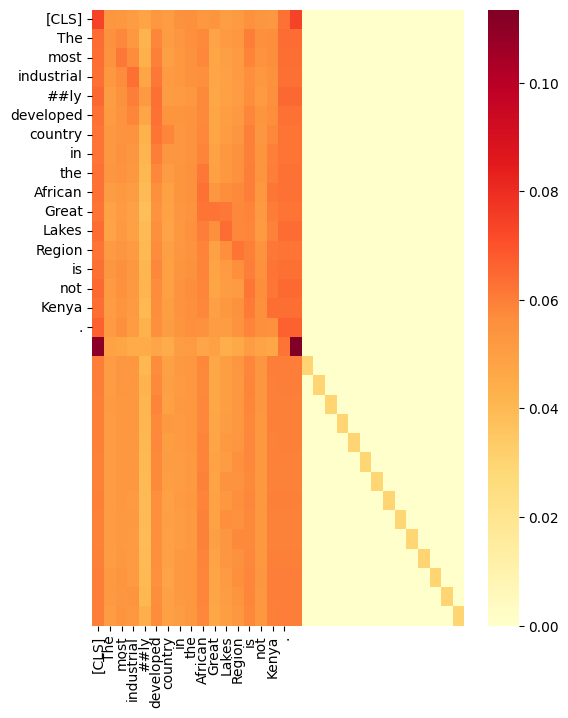 [CLS]
The
most
industrial
##ly
developed
country
in
the
African
Great
Lakes
Region
is
not
Kenya
.
0.10
0.08
0.06
0.04
0.02
0.00
[CLS]
The
most
industrial
##ly
developed
country
in
the
African
Great
Lakes
Region
is
not
Kenya
.